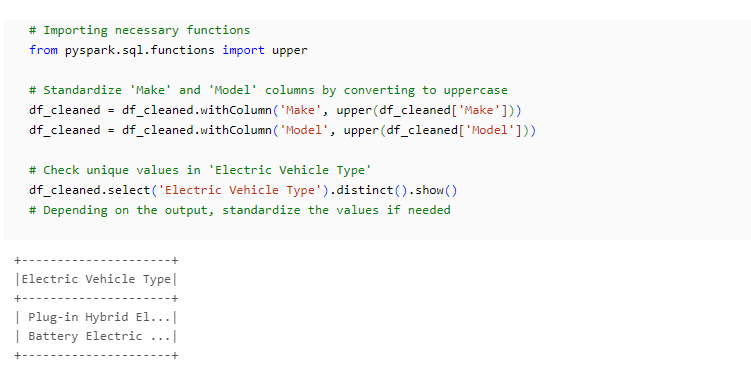 # Importing necessary functions
from pyspark.sql.functions import upper
# Standardize 'Make' and 'Model' columns by converting to uppercase
df_cleaned = df_cleaned.withColumn('Make', upper(df_cleaned['Make']))
df_cleaned = df_cleaned.withColumn('Model', upper(df_cleaned['Model']))
# Check unique values in 'Electric Vehicle Type'
df_cleaned.select('Electric Vehicle Type').distinct().show()
# Depending on the output, standardize the values if needed
+---------------------+
|Electric Vehicle Type|
+---------------------+
| Plug-in Hybrid El...|
| Battery Electric ...|
+---------------------+